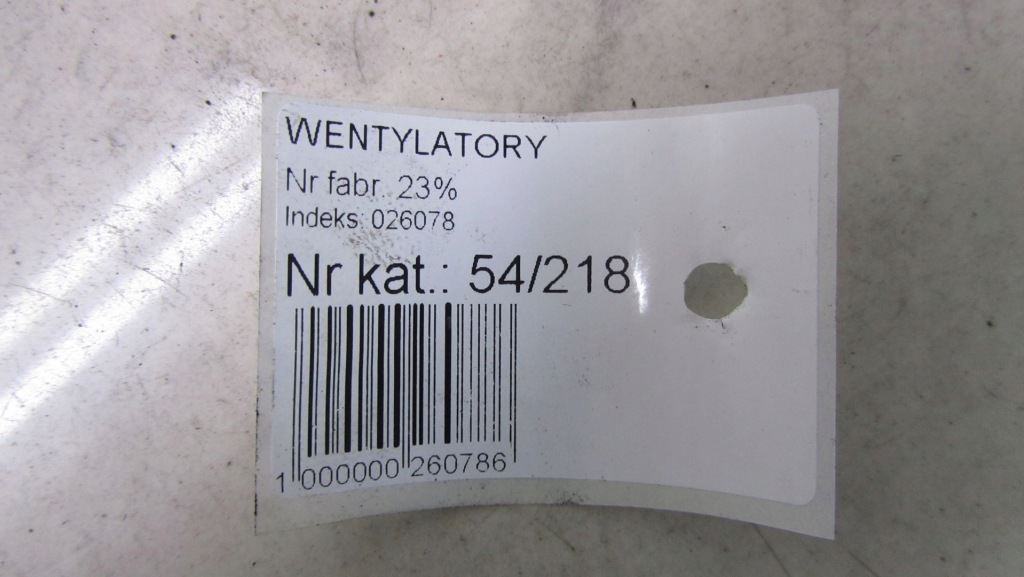 WENTYLATORY
Nr fabr. 23%
Indeks: 026078
Nr kat.: 54/218
1 000000 260786